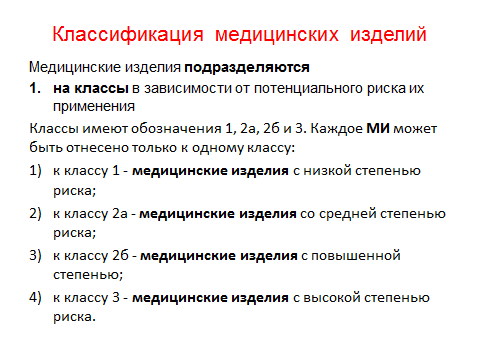 Классификация медицинских изделий
Медицинские изделия подразделяются
1. на классы в зависимости от потенциального риска их
применения
Классы имеют обозначения 1, 2а, 2б и 3. Каждое МИ может
быть отнесено только к одному классу:
1) к классу 1 - медицинские изделия с низкой степенью
риска;
2) к классу 2а - медицинские изделия со средней степенью
риска;
3) к классу 2б - медицинские изделия с повышенной
степенью;
4) к классу 3 - медицинские изделия с высокой степенью
риска.